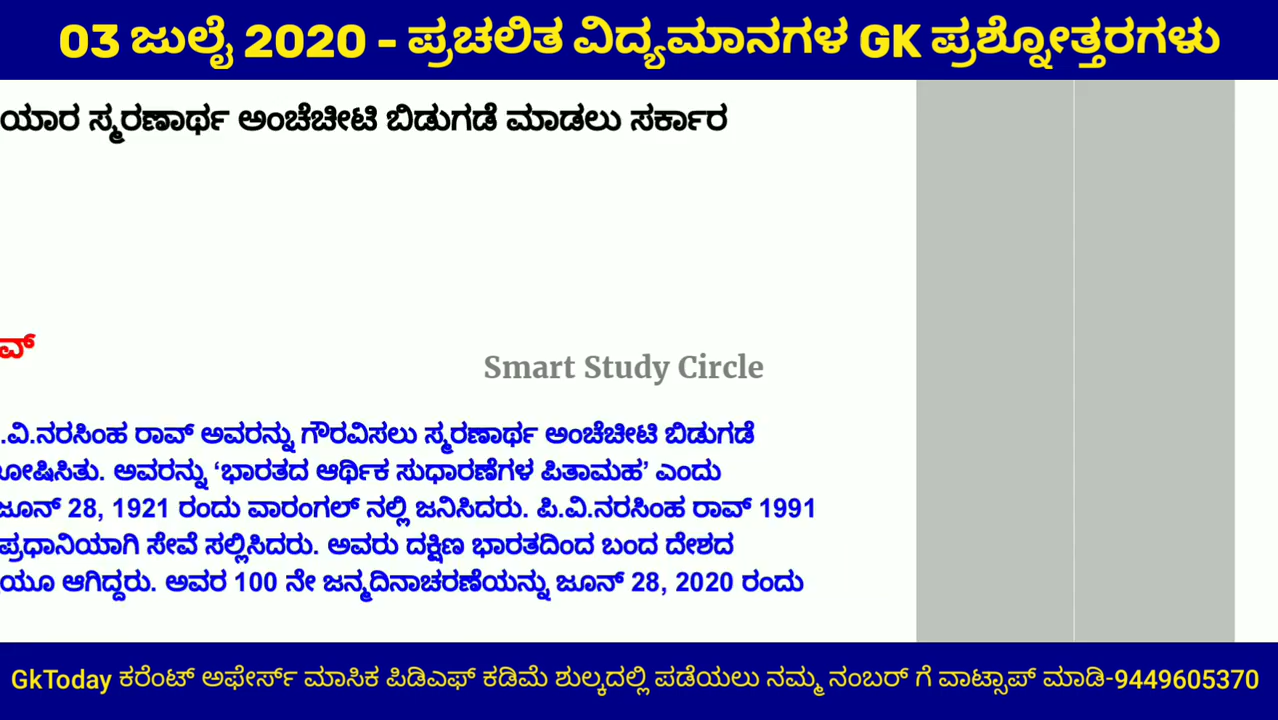 03 ಜುಲೈ 2020 - ಪ್ರಚಲಿತ ವಿದ್ಯಮಾನಗಳ GK ಪ್ರಶ್ನೋತ್ತರಗಳು
ಯಾರ ಸ್ಮರಣಾರ್ಥ ಅಂಚೆಚೀಟಿ ಬಿಡುಗಡೆ ಮಾಡಲು ಸರ್ಕಾರ
ವ್
Smart Study Circle
.ವಿ.ನರಸಿಂಹ ರಾವ್ ಅವರನ್ನು ಗೌರವಿಸಲು ಸ್ಮರಣಾರ್ಥ ಅಂಚೆಚೀಟಿ ಬಿಡುಗಡೆ
ೋಷಿಸಿತು. ಅವರನ್ನು ‘ಭಾರತದ ಆರ್ಥಿಕ ಸುಧಾರಣೆಗಳ ಪಿತಾಮಹ’ ಎಂದು
ಜೂನ್ 28, 1921 ರಂದು ವಾರಂಗಲ್ ನಲ್ಲಿ ಜನಿಸಿದರು. ಪಿ.ವಿ.ನರಸಿಂಹ ರಾವ್ 1991
ಪ್ರಧಾನಿಯಾಗಿ ಸೇವೆ ಸಲ್ಲಿಸಿದರು. ಅವರು ದಕ್ಷಿಣ ಭಾರತದಿಂದ ಬಂದ ದೇಶದ
ಯೂ ಆಗಿದ್ದರು. ಅವರ 100 ನೇ ಜನ್ಮದಿನಾಚರಣೆಯನ್ನು ಜೂನ್ 28, 2020 ರಂದು
GkToday ಕರೆಂಟ್ ಅಫೇರ್ಸ್ ಮಾಸಿಕ ಪಿಡಿಎಫ್ ಕಡಿಮೆ ಶುಲ್ಕದಲ್ಲಿ ಪಡೆಯಲು ನಮ್ಮ ನಂಬರ್ ಗೆ ವಾಟ್ಸಾಪ್ ಮಾಡಿ-9449605370